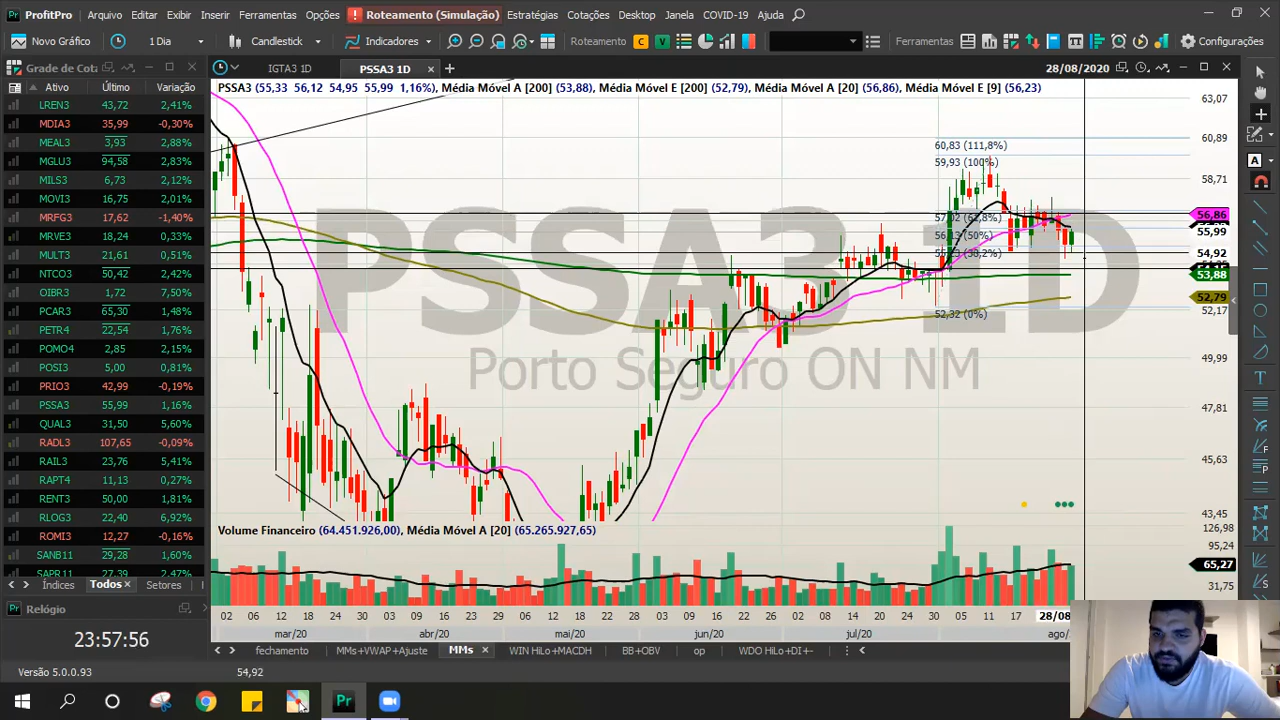 ProfitPro
Arquivo Editar Exibir Inserir Ferramentas Opções ! Roteamento (Simulação) Estratégias Cotações Desktop Janela COVID-19 Ajuda
Novo Gráfico 1 Dia Candlestick Indicadores Roteamento C V Ferramentas Configurações
Grade de Cota
IGTA3 1D PSSA3 1D 28/08/2020
Ativo Último Variação
LREN3 43,72 2,41%
MDIA3 35,99 -0,30%
MEAL3 3,93 2,88%
MGLU3 94,58 2,83%
MILS3 6,73 2,12%
MOVI3 16,75 2,01%
MRFG3 17,62 -1,40%
MRVE3 18,24 0,33%
MULT3 21,61 0,51%
NTCO3 50,42 2,42%
OIBR3 1,72 7,50%
PCAR3 65,30 1,48%
PETR4 22,54 1,76%
POMO4 2,85 2,15%
POSI3 5,00 0,81%
PRIO3 42,99 -0,19%
PSSA3 55,99 1,16%
QUAL3 31,50 5,60%
RADL3 107,65 -0,09%
RAIL3 23,76 5,41%
RAPT4 11,13 0,27%
RENT3 50,00 1,81%
RLOG3 22,40 6,92%
ROMI3 12,27 -0,16%
SANB11 29,28 1,60%
SAPR11 27,29 2,47%
Índices Todos Setores
PSSA3 (55,33 56,12 54,95 55,99 1,16%), Média Móvel A [200] (53,88), Média Móvel E [200] (52,79), Média Móvel A [20] (56,86), Média Móvel E [9] (56,23)
PSSA3 1D
Porto Seguro ON NM
60,83 (111,8%)
59,93 (100%)
57,02 (61,8%)
56,13 (50%)
(38,2%)
52,32 (0%)
63,07
60,89
58,71
56,86
55,99
54,92
53,88
52,79
52,17
49,99
47,81
45,63
43,45
Volume Financeiro (64.451.926,00), Média Móvel A [20] (65.265.927,65)
126,98
95,24
65,27
31,75
02 06 12 18 24 30 03 09 16 24 30 06 12 18 22 28 03 09 16 22 26 02 08 14 20 24 30 05 11 17 28/08
mar/20 abr/20 mai/20 jun/20 jul/20 ago/
fechamento MMs+VWAP+Ajuste MMs WIN HiLo+MACDH BB+OBV op WDO HiLo+DI+-
Relógio
23:57:56
Versão 5.0.0.93 54,92
Pr